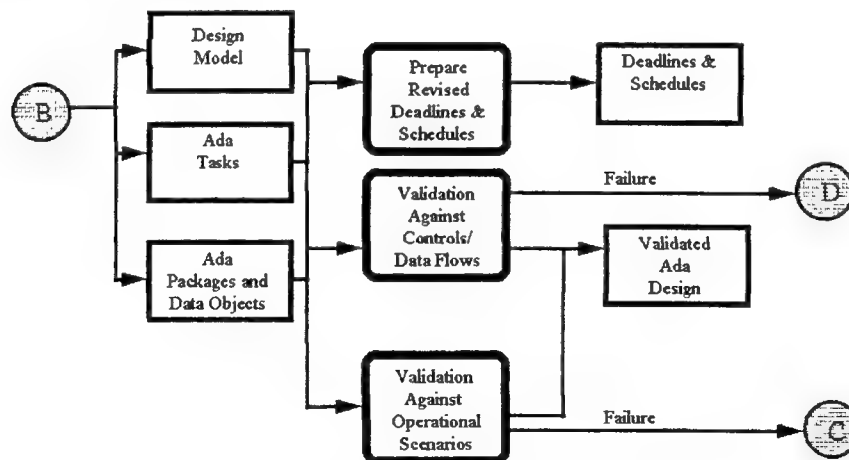 B
Design
Model
Ada
Tasks
Ada
Packages and
Data Objects
Prepare
Revised
Deadlines &
Schedules
Deadlines &
Schedules
Validation
Against
Controls/
Data Flows
Failure
D
Validated
Ada
Design
Validation
Against
Operational
Scenarios
Failure
C